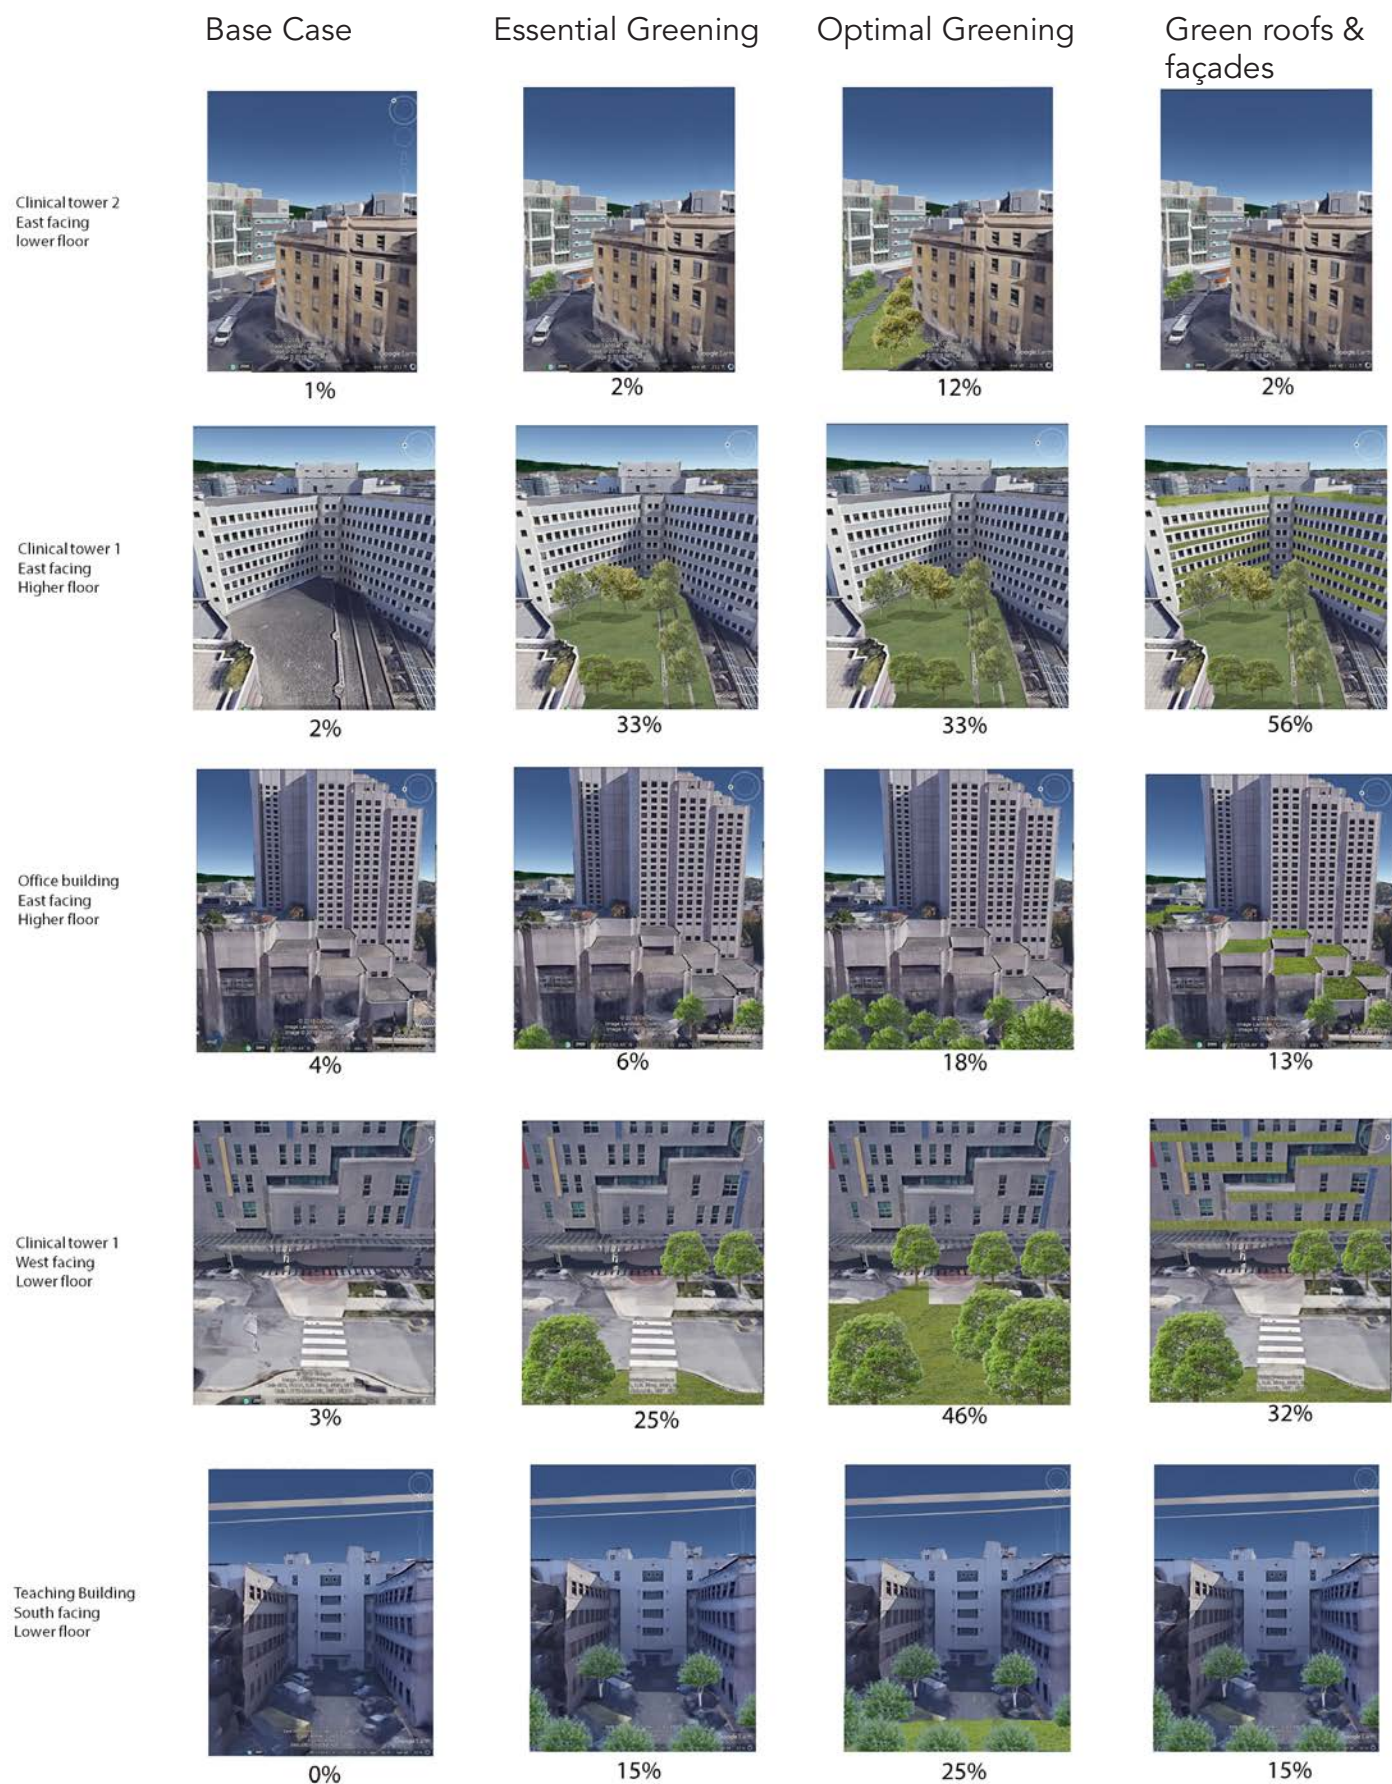 Base Case
Essential Greening
Optimal Greening
Green roofs &
façades
Clinical tower 2
East facing
lower floor
1%
2%
12%
2%
Clinical tower 1
East facing
Higher floor
2%
33%
33%
56%
Office building
East facing
Higher floor
4%
6%
18%
13%
Clinical tower 1
West facing
Lower floor
3%
25%
46%
32%
Teaching Building
South facing
Lower floor
0%
15%
25%
15%